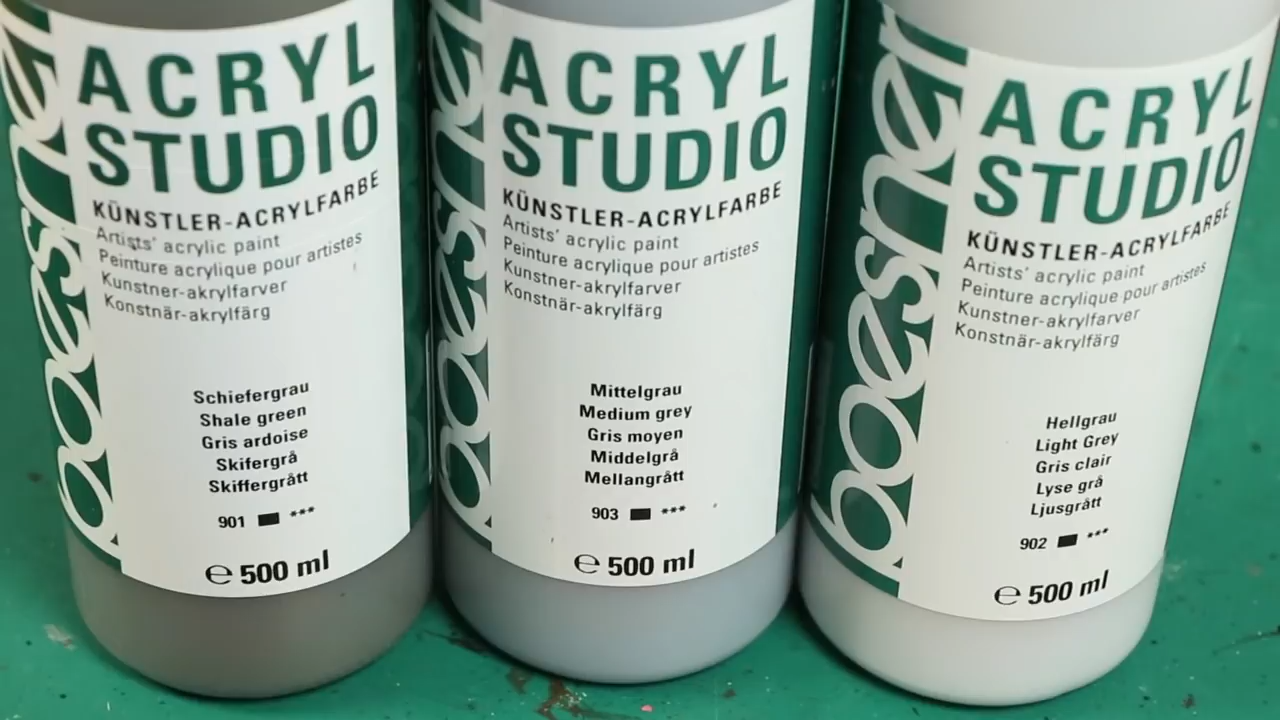 boesner
ACRYL
STUDIO
KÜNSTLER-ACRYLFARBE
Artists' acrylic paint
Peinture acrylique pour artistes
Kunstner-akrylfarver
Konstnär-akrylfärg
Schiefergrau
Shale green
Gris ardoise
Skifergrå
Skiffergrått
901 ***
℮ 500 ml
boesner
ACRYL
STUDIO
KÜNSTLER-ACRYLFARBE
Artists' acrylic paint
Peinture acrylique pour artistes
Kunstner-akrylfarver
Konstnär-akrylfärg
Mittelgrau
Medium grey
Gris moyen
Middelgrå
Mellangrått
903 ***
℮ 500 ml
boesner
ACRYL
STUDIO
KÜNSTLER-ACRYLFARBE
Artists' acrylic paint
Peinture acrylique pour artistes
Kunstner-akrylfarver
Konstnär-akrylfärg
Hellgrau
Light Grey
Gris clair
Lyse grå
Ljusgrått
902 ***
℮ 500 ml